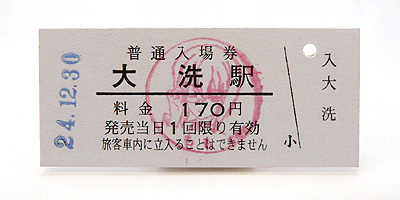 24.12.30
普通入場券
大洗駅
料金 170円
発売当日1回限り有効
旅客車内に立入ることはできません
小
入大洗